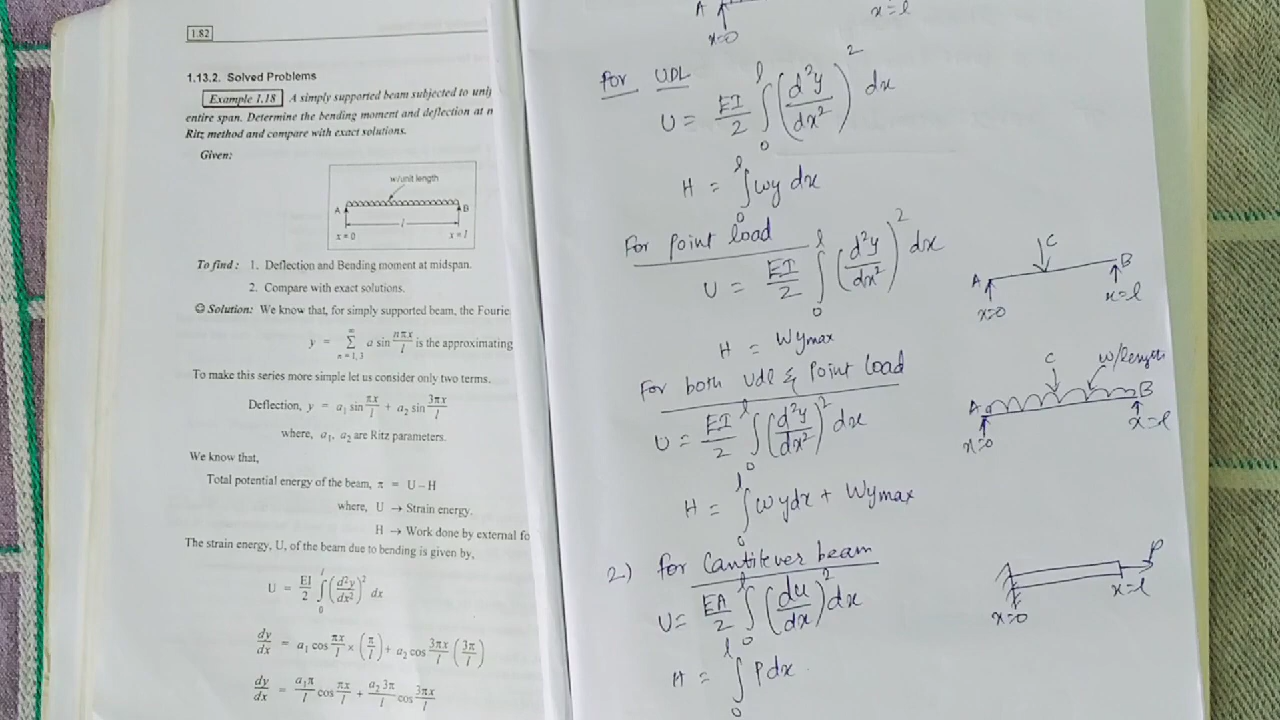 1.82
1.13.2. Solved Problems
Example 1.18 A simply supported beam subjected to
entire span. Determine the bending moment and deflection at
Ritz method and compare with exact solutions.
Given:
w/unit length
A B
l
x = 0 x = l
To find : 1. Deflection and Bending moment at midspan.
2. Compare with exact solutions.
☺ Solution: We know that, for simply supported beam, the
y = ∞ Σ n = 1, 3 a sin nπx/l is the approximating
To make this series more simple let us consider only two terms.
Deflection, y = a₁ sin πx/l + a₂ sin 3πx/l
where, a₁, a₂ are Ritz parameters.
We know that,
Total potential energy of the beam, π = U – H
where, U → Strain energy.
H → Work done by external
The strain energy, U, of the beam due to bending is given by,
U = EI/2 ∫₀ˡ (d²y/dx²)² dx
dy/dx = a₁ cos πx/l × (π/l) + a₂ cos 3πx/l (3π/l)
dy/dx = a₁π/l cos πx/l + a₂ 3π/l cos 3πx/l
A x=l
x=0
For UDL
U = EI/2 ∫₀ˡ (d²y/dx²)² dx
H = ∫₀ˡ wy dx
For point load
U = EI/2 ∫₀ˡ (d²y/dx²)² dx
A C B
x=0 x=l
H = Wymax
For both udl & point load
U = EI/2 ∫₀ˡ (d²y/dx²)² dx
A C w/length B
x=0 x=l
H = ∫₀ˡ wydx + Wymax
2) For Cantilever beam
U = EA/2 ∫₀ˡ (du/dx)² dx
P
x=0 x=l
H = ∫₀ˡ Pdx